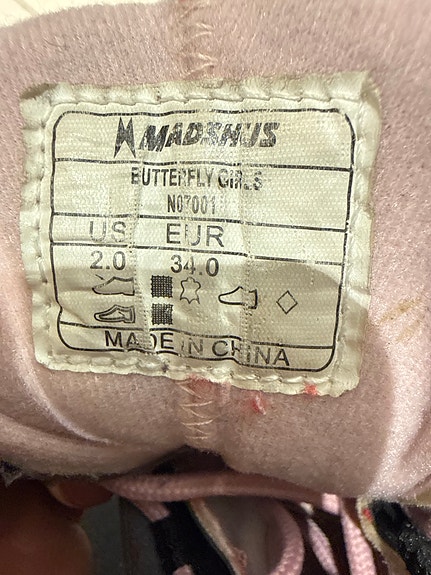 MADSHUS
BUTTERFLY GIRLS
N07001
US EUR
2.0 34.0
MADE IN CHINA